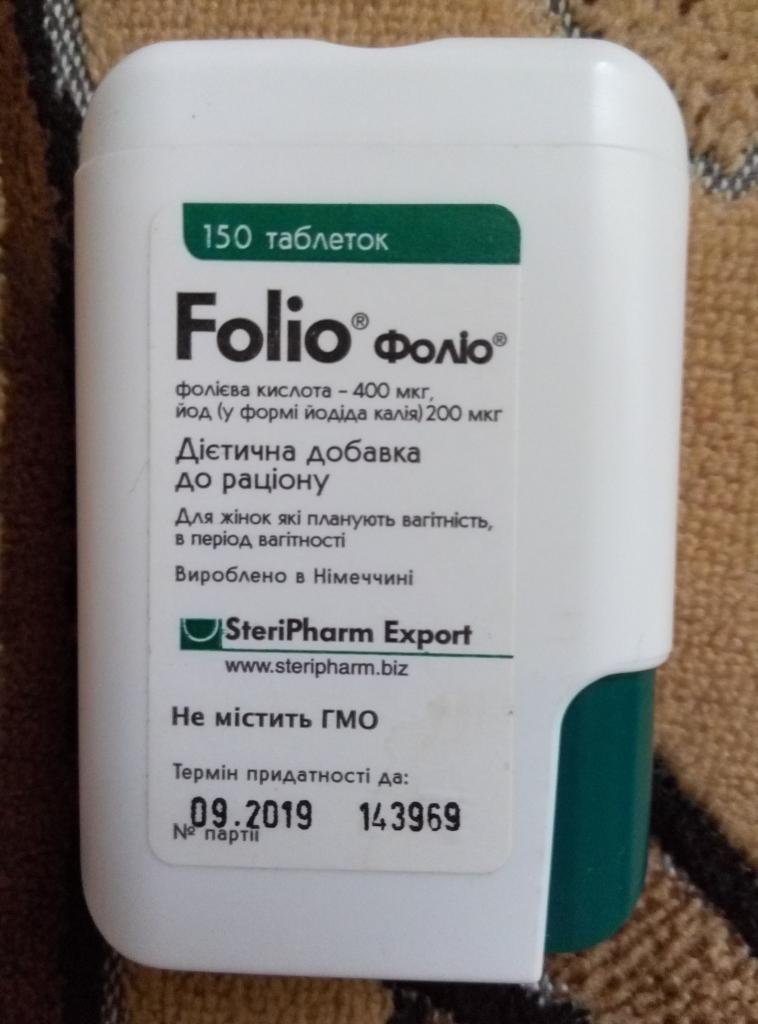 150 таблеток
Folio® Фоліо®
фолієва кислота – 400 мкг,
йод (у формі йодіда калія) 200 мкг
Дієтична добавка
до раціону
Для жінок які планують вагітність,
в період вагітності
Вироблено в Німеччині
SteriPharm Export
www.steripharm.biz
Не містить ГМО
Термін придатності до:
09.2019 143969
№ партії